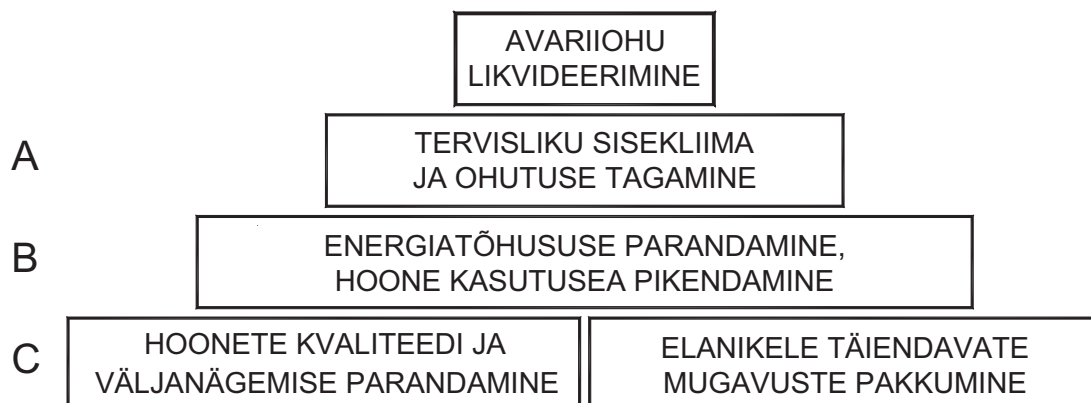 AVARIIOHU
LIKVIDEERIMINE
A
TERVISLIKU SISEKLIIMA
JA OHUTUSE TAGAMINE
B
ENERGIATÕHUSUSE PARANDAMINE,
HOONE KASUTUSEA PIKENDAMINE
C
HOONETE KVALITEEDI JA
VÄLJANÄGEMISE PARANDAMINE
ELANIKELE TÄIENDAVATE
MUGAVUSTE PAKKUMINE